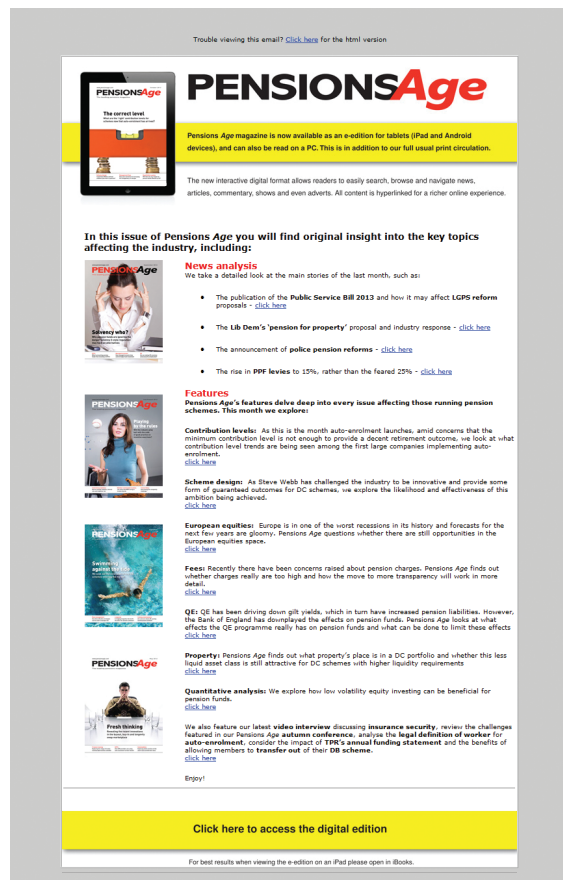 Trouble viewing this email? Click here for the html version
PENSIONSAge
The correct level
Pensions Age magazine is now available as an e-edition for tablets (iPad and Android
devices), and can also be read on a PC. This is in addition to our full usual print circulation.
The new interactive digital format allows readers to easily search, browse and navigate news,
articles, commentary, shows and even adverts. All content is hyperlinked for a richer online experience.
In this issue of Pensions Age you will find original insight into the key topics
affecting the industry, including:
PENSIONSAge
Solvency who?
News analysis
We take a detailed look at the main stories of the last month, such as:
• The publication of the Public Service Bill 2013 and how it may affect LGPS reform
proposals - click here
• The Lib Dem's 'pension for property' proposal and industry response - click here
• The announcement of police pension reforms - click here
• The rise in PPF levies to 15%, rather than the feared 25% - click here
PENSIONSAge
Playing
by the rules
Features
Pensions Age's features delve deep into every issue affecting those running pension
schemes. This month we explore:
Contribution levels: As this is the month auto-enrolment launches, amid concerns that the
minimum contribution level is not enough to provide a decent retirement outcome, we look at what
contribution level trends are being seen among the first large companies implementing auto-
enrolment.
click here
Scheme design: As Steve Webb has challenged the industry to be innovative and provide some
form of guaranteed outcomes for DC schemes, we explore the likelihood and effectiveness of this
ambition being achieved.
click here
PENSIONSAge
Swimming
against the tide
European equities: Europe is in one of the worst recessions in its history and forecasts for the
next few years are gloomy. Pensions Age questions whether there are still opportunities in the
European equities space.
click here
Fees: Recently there have been concerns raised about pension charges. Pensions Age finds out
whether charges really are too high and how the move to more transparency will work in more
detail.
click here
QE: QE has been driving down gilt yields, which in turn have increased pension liabilities. However,
the Bank of England has downplayed the effects on pension funds. Pensions Age looks at what
effects the QE programme really has on pension funds and what can be done to limit these effects
click here
PENSIONSAge
Fresh thinking
Property: Pensions Age finds out what property's place is in a DC portfolio and whether this less
liquid asset class is still attractive for DC schemes with higher liquidity requirements
click here
Quantitative analysis: We explore how low volatility equity investing can be beneficial for
pension funds.
click here
We also feature our latest video interview discussing insurance security, review the challenges
featured in our Pensions Age autumn conference, analyse the legal definition of worker for
auto-enrolment, consider the impact of TPR's annual funding statement and the benefits of
allowing members to transfer out of their DB scheme.
click here
Enjoy!
Click here to access the digital edition
For best results when viewing the e-edition on an iPad please open in iBooks.